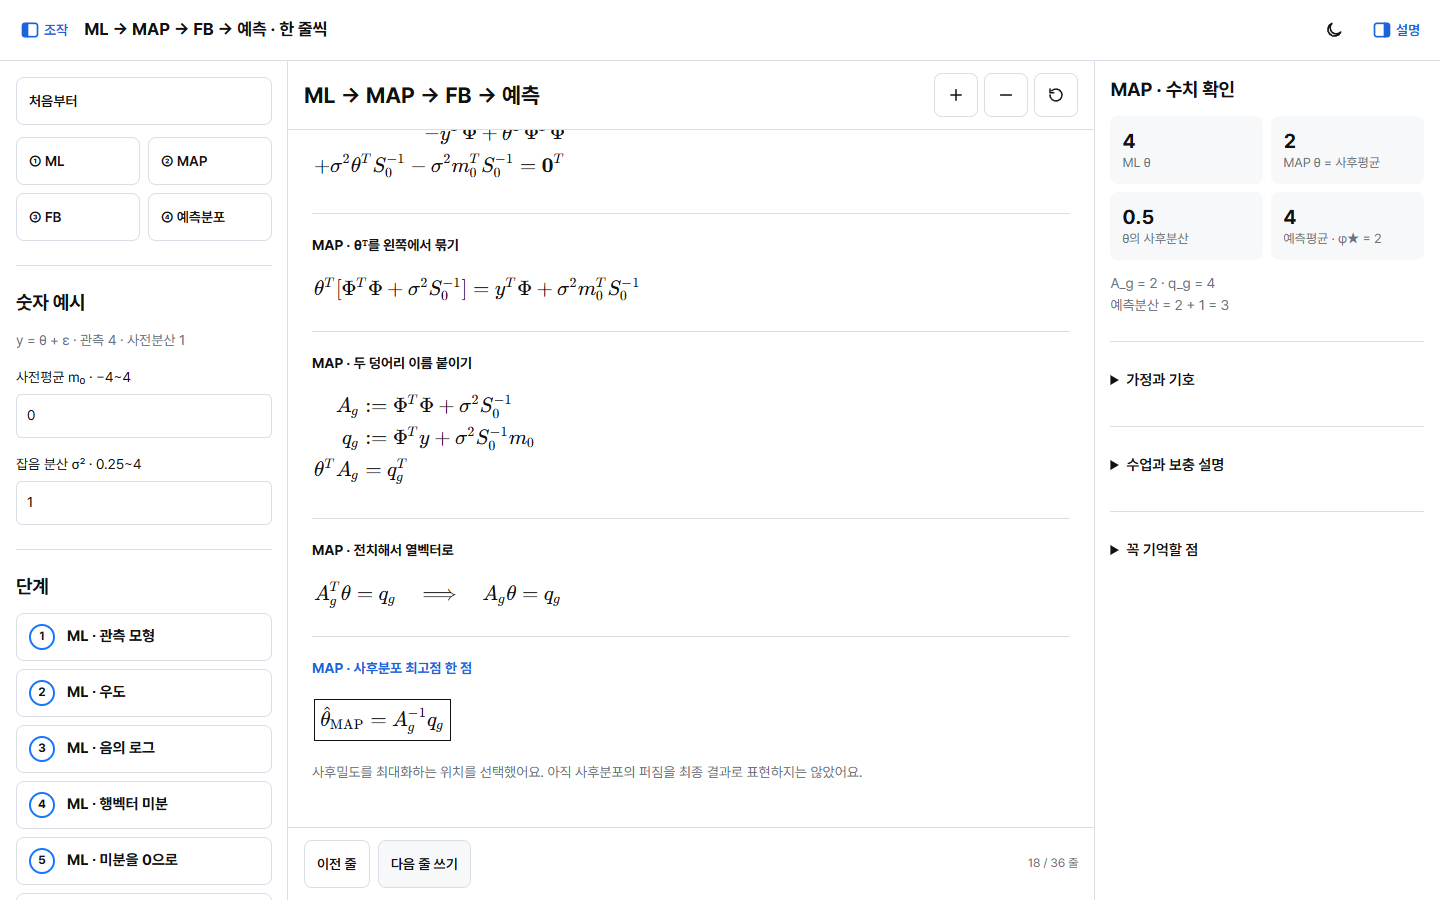 조작
ML → MAP → FB → 예측 · 한 줄씩
설명
처음부터
① ML
② MAP
③ FB
④ 예측분포
숫자 예시
y = θ + ε · 관측 4 · 사전분산 1
사전평균 m₀ · −4~4
0
잡음 분산 σ² · 0.25~4
1
단계
1 ML · 관측 모형
2 ML · 우도
3 ML · 음의 로그
4 ML · 행벡터 미분
5 ML · 미분을 0으로
ML → MAP → FB → 예측
+σ²θᵀS₀⁻¹ − σ²m₀ᵀS₀⁻¹ = 0ᵀ
MAP · θᵀ를 왼쪽에서 묶기
θᵀ[ΦᵀΦ + σ²S₀⁻¹] = yᵀΦ + σ²m₀ᵀS₀⁻¹
MAP · 두 덩어리 이름 붙이기
A_g := ΦᵀΦ + σ²S₀⁻¹
q_g := Φᵀy + σ²S₀⁻¹m₀
θᵀA_g = q_gᵀ
MAP · 전치해서 열벡터로
A_gᵀθ = q_g ⟹ A_gθ = q_g
MAP · 사후분포 최고점 한 점
θ̂_MAP = A_g⁻¹q_g
사후밀도를 최대화하는 위치를 선택했어요. 아직 사후분포의 퍼짐을 최종 결과로 표현하지는 않았어요.
이전 줄
다음 줄 쓰기
18 / 36 줄
MAP · 수치 확인
4
ML θ
2
MAP θ = 사후평균
0.5
θ의 사후분산
4
예측평균 · φ★ = 2
A_g = 2 · q_g = 4
예측분산 = 2 + 1 = 3
▶ 가정과 기호
▶ 수업과 보충 설명
▶ 꼭 기억할 점